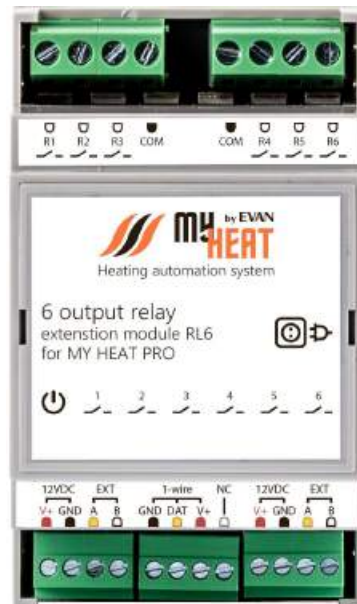 R1 R2 R3 COM COM R4 R5 R6
MY by EVAN
HEAT
Heating automation system
6 output relay
extenstion module RL6
for MY HEAT PRO
1 2 3 4 5 6
12VDC EXT 1-wire NC 12VDC EXT
V+ GND A B GND DAT V+ V+ GND A B